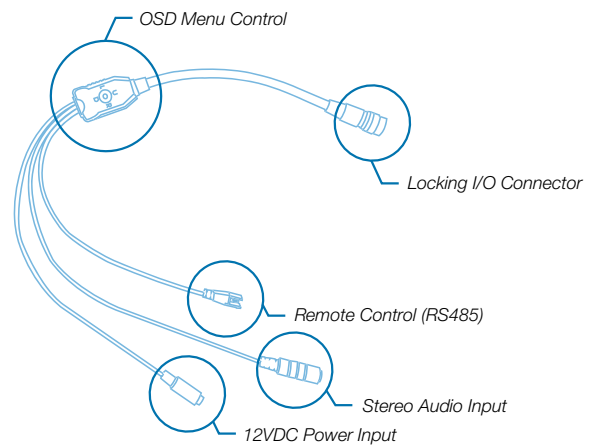 OSD Menu Control
Locking I/O Connector
Remote Control (RS485)
Stereo Audio Input
12VDC Power Input